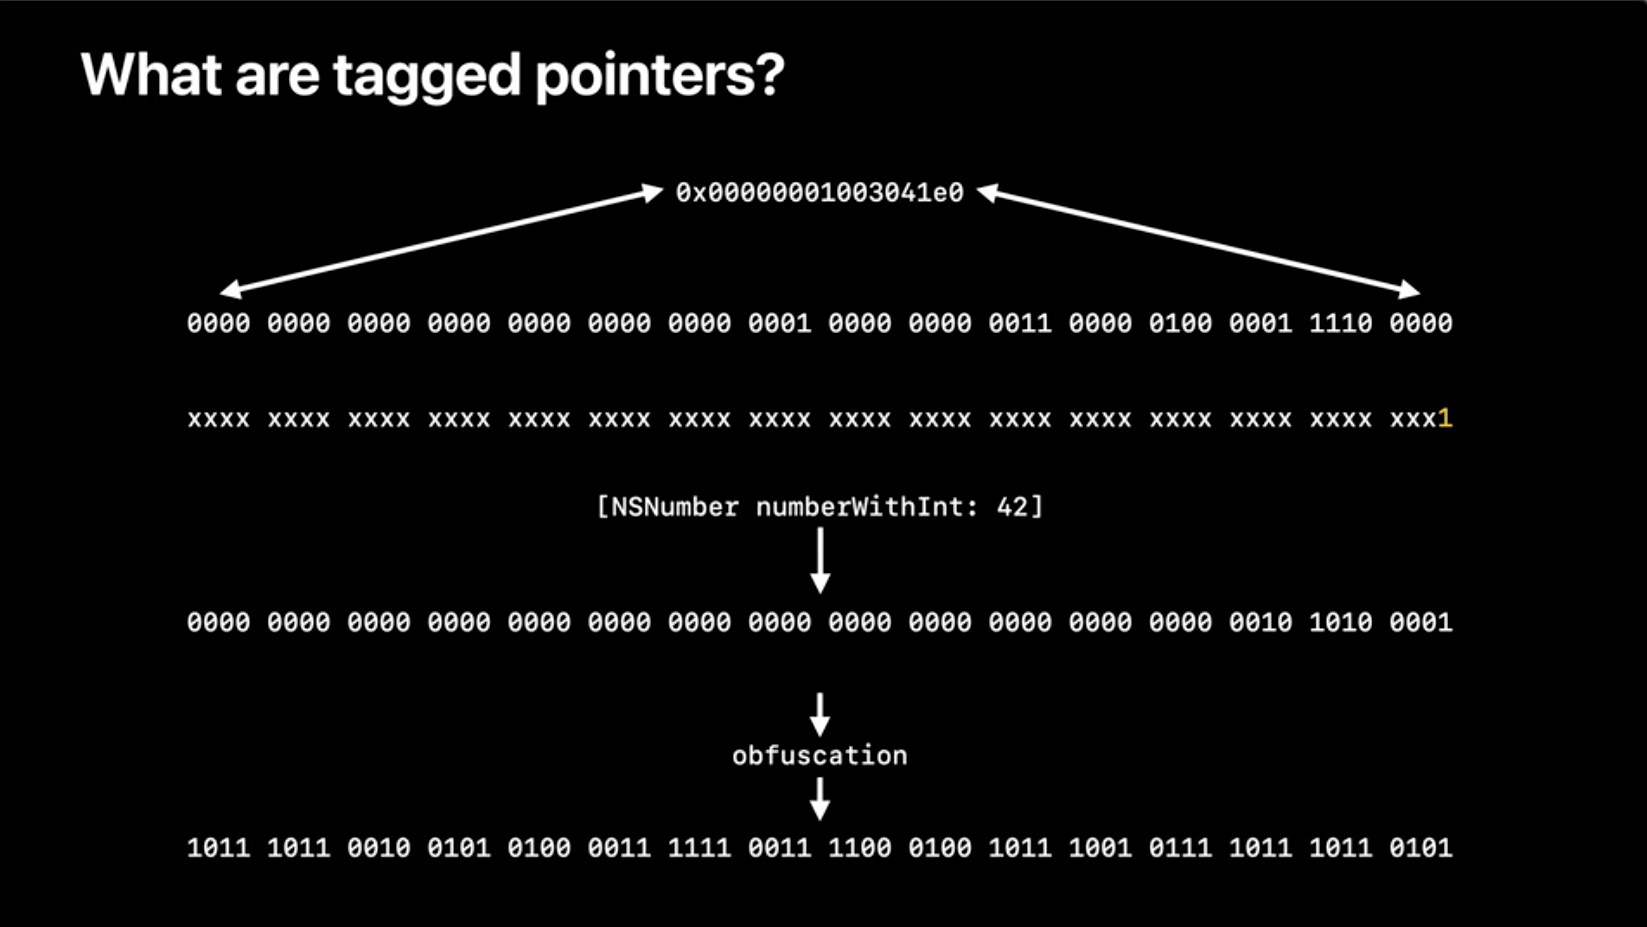 What are tagged pointers?
0x00000001003041e0
0000 0000 0000 0000 0000 0000 0000 0001 0000 0000 0011 0000 0100 0001 1110 0000
xxxx xxxx xxxx xxxx xxxx xxxx xxxx xxxx xxxx xxxx xxxx xxxx xxxx xxxx xxxx xxx1
[NSNumber numberWithInt: 42]
0000 0000 0000 0000 0000 0000 0000 0000 0000 0000 0000 0000 0000 0010 1010 0001
obfuscation
1011 1011 0010 0101 0100 0011 1111 0011 1100 0100 1011 1001 0111 1011 1011 0101